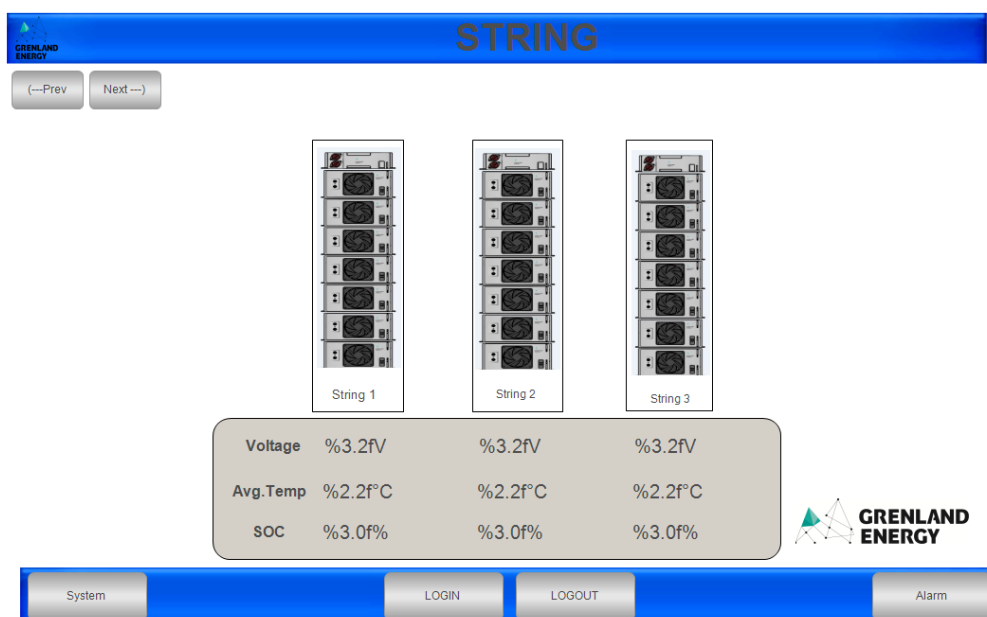 GRENLAND
ENERGY
STRING
(---Prev
Next ---)
String 1
String 2
String 3
Voltage %3.2fV %3.2fV %3.2fV
Avg.Temp %2.2f°C %2.2f°C %2.2f°C
SOC %3.0f% %3.0f% %3.0f%
GRENLAND
ENERGY
System
LOGIN
LOGOUT
Alarm